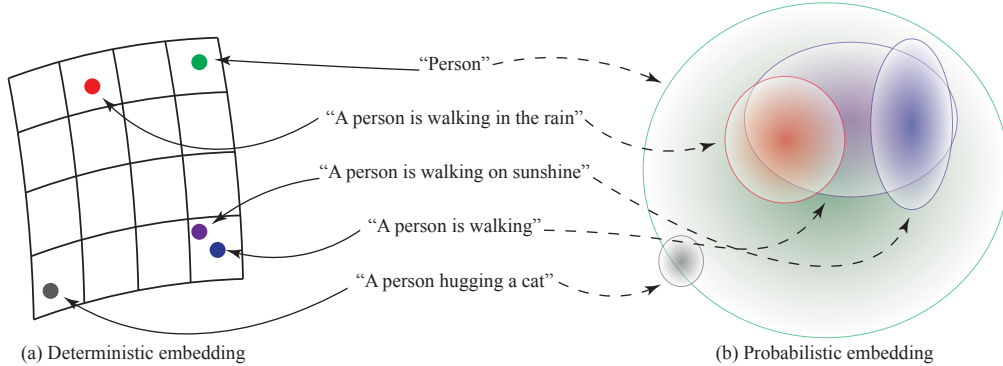 “Person”
“A person is walking in the rain”
“A person is walking on sunshine”
“A person is walking”
“A person hugging a cat”
(a) Deterministic embedding
(b) Probabilistic embedding